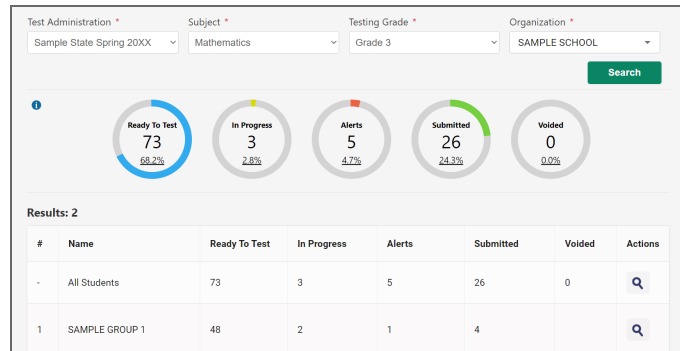 Test Administration * Subject * Testing Grade * Organization *
Sample State Spring 20XX Mathematics Grade 3 SAMPLE SCHOOL
Search
Ready To Test In Progress Alerts Submitted Voided
73 3 5 26 0
68.2% 2.8% 4.7% 24.3% 0.0%
Results: 2
# Name Ready To Test In Progress Alerts Submitted Voided Actions
- All Students 73 3 5 26 0
1 SAMPLE GROUP 1 48 2 1 4